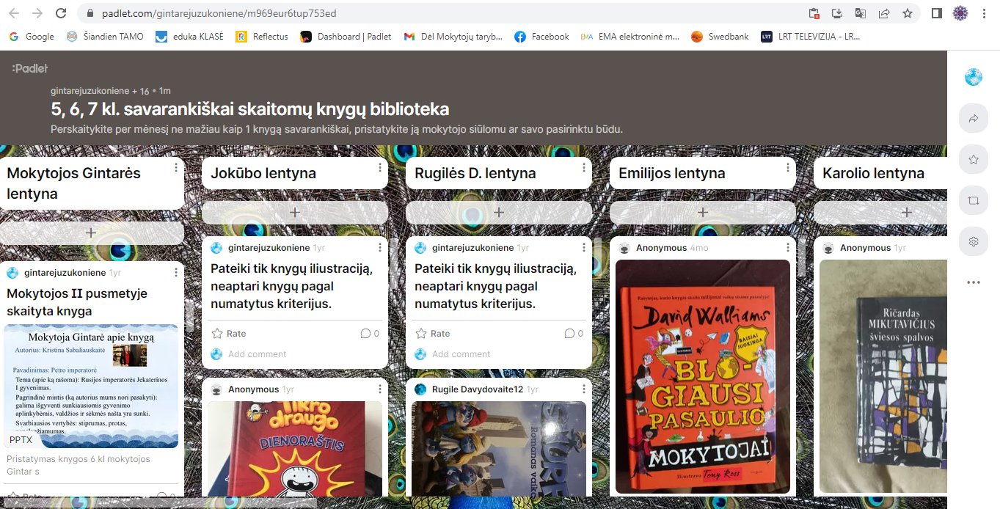 padlet.com/gintarejuzukoniene/m969eur6tup753ed
Google
Šiandien TAMO
eduka KLASĖ
Reflectus
Dashboard | Padlet
Dėl Mokytojų taryb...
Facebook
EMA
EMA elektroninė m...
Swedbank
LRT
LRT TELEVIZIJA - LR...
:Padlet
gintarejuzukoniene + 16 • 1m
5, 6, 7 kl. savarankiškai skaitomų knygų biblioteka
Perskaitykite per mėnesį ne mažiau kaip 1 knygą savarankiškai, pristatykite ją mokytojo siūlomu ar savo pasirinktu būdu.
Mokytojos Gintarės
lentyna
gintarejuzukoniene 1yr
Mokytojos II pusmetyje
skaityta knyga
Mokytoja Gintarė apie knygą
Autorius: Kristina Sabaliauskaitė
Pavadinimas: Petro imperatorė
Tema (apie ką rašoma): Rusijos imperatorės Jekaterinos
I gyvenimas.
Pagrindinė mintis (ką autorius mums nori pasakyti):
galima išgyventi sunkiausiomis gyvenimo
aplinkybėmis, valdžios ir sėkmės našta yra sunki.
Svarbiausios vertybės: stiprumas, protas,
PPTX
Pristatymas knygos 6 kl mokytojos
Gintar s
Rate
0
Jokūbo lentyna
gintarejuzukoniene 1yr
Pateiki tik knygų iliustraciją,
neaptari knygų pagal
numatytus kriterijus.
Rate
0
Add comment
Anonymous 1yr
Tikro
draugo
DIENORAŠTIS
Rugilės D. lentyna
gintarejuzukoniene 1yr
Pateiki tik knygų iliustraciją,
neaptari knygų pagal
numatytus kriterijus.
Rate
0
Add comment
Rugile Davydovaite12 1yr
Romanas
Emilijos lentyna
Anonymous 4mo
Rašytojas, kurio knygas skaito milijonai vaikų visame pasaulyje!
David Walliams
BAISIAI
JUOKINGA
BLO-
GIAUSI
PASAULIO
MOKYTOJAI
Iliustravo Tony Ross
Karolio lentyna
Anonymous 1yr
Ričardas
MIKUTAVIČIUS
šviesos spalvos